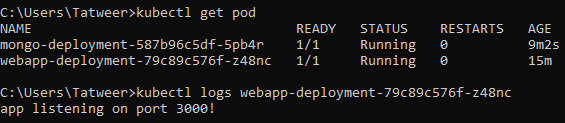 C:\Users\Tatweer>kubectl get pod
NAME READY STATUS RESTARTS AGE
mongo-deployment-587b96c5df-5pb4r 1/1 Running 0 9m2s
webapp-deployment-79c89c576f-z48nc 1/1 Running 0 15m
C:\Users\Tatweer>kubectl logs webapp-deployment-79c89c576f-z48nc
app listening on port 3000!